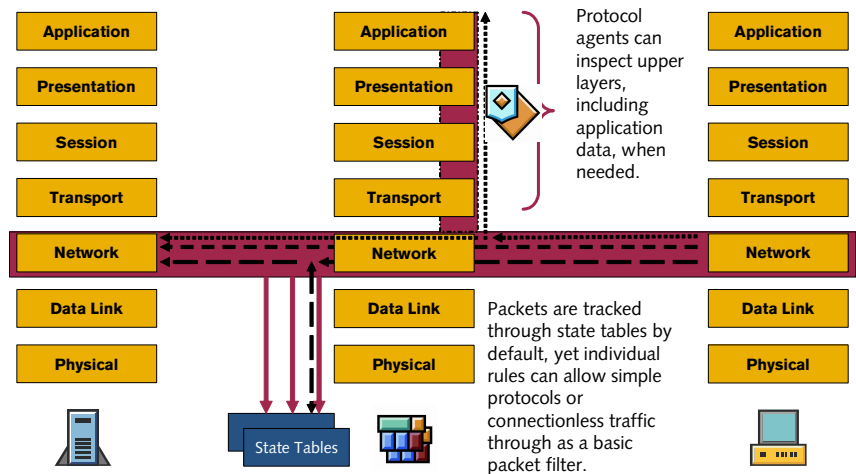 Application
Presentation
Session
Transport
Network
Data Link
Physical
Application
Presentation
Session
Transport
Network
Data Link
Physical
State Tables
Protocol
agents can
inspect upper
layers,
including
application
data, when
needed.
Packets are tracked
through state tables by
default, yet individual
rules can allow simple
protocols or
connectionless traffic
through as a basic
packet filter.
Application
Presentation
Session
Transport
Network
Data Link
Physical